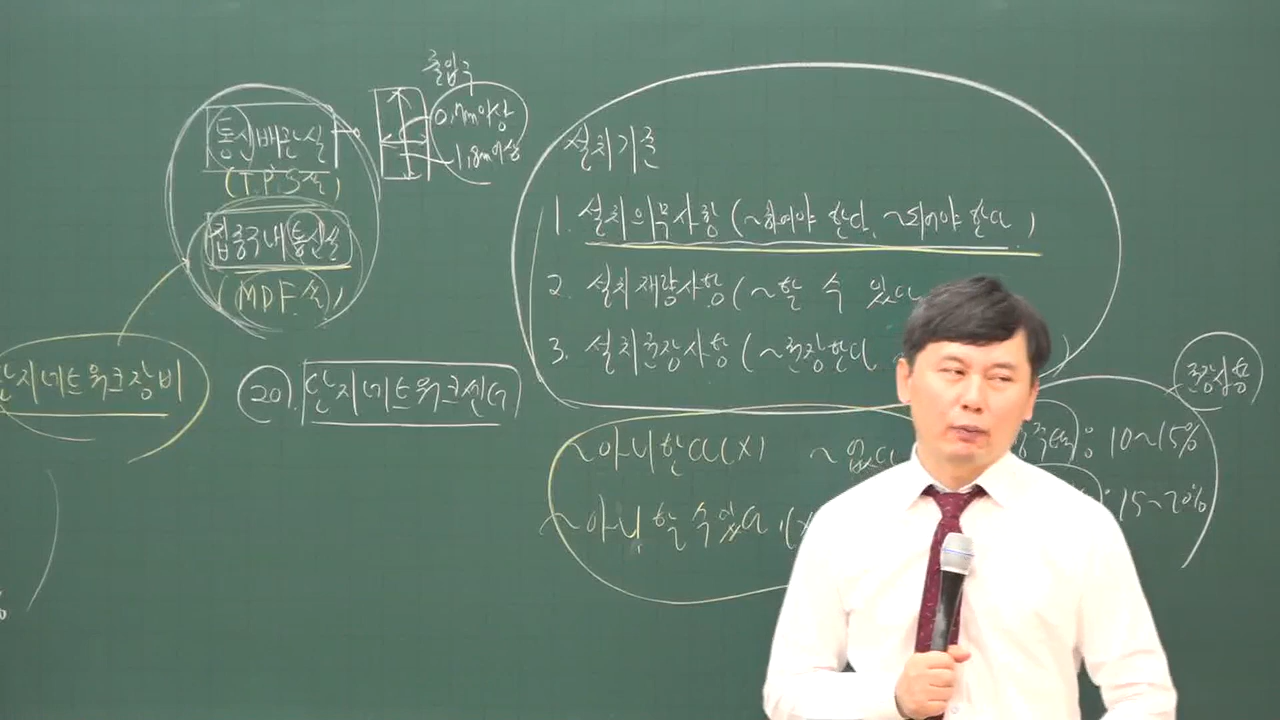 출입구
통신배관실
0.7m이상
1.8m이상
(T.P.S실)
집중구내통신실
(MDF실)
단지네트워크장비
20). 단지네트워크센터
설치기준
1. 설치의무사항 (~하여야 한다, ~되어야 한다.)
2. 설치재량사항 (~할 수 있다
3. 설치권장사항 (~권장한다,
권장사항
~아니한다(X) ~없다
: 10~15%
~아니할 수 있다.(X
: 15~20%
%